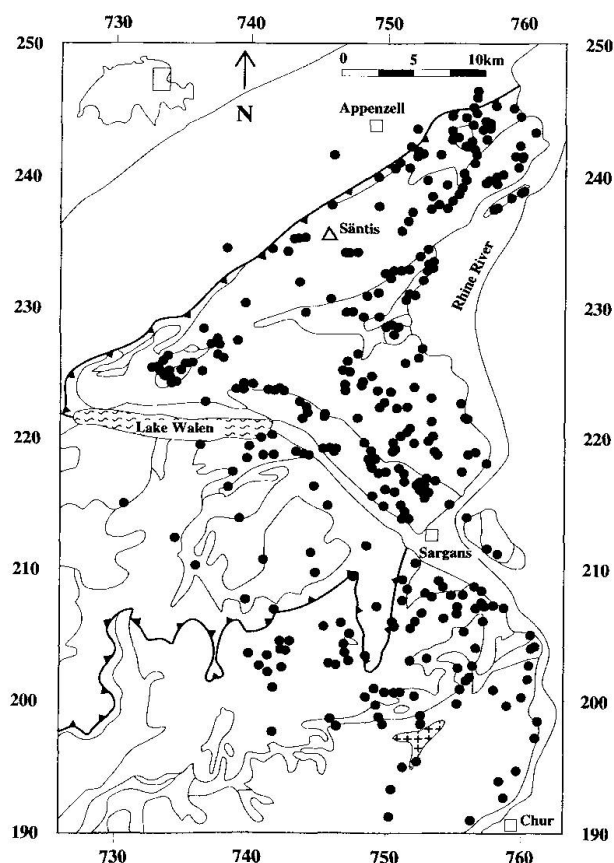 730 740 750 760
250 250
0 5 10km
Appenzell
N
240 240
Säntis
Rhine River
230 230
Lake Walen
220 220
Sargans
210 210
200 200
190 Chur 190
730 740 750 760